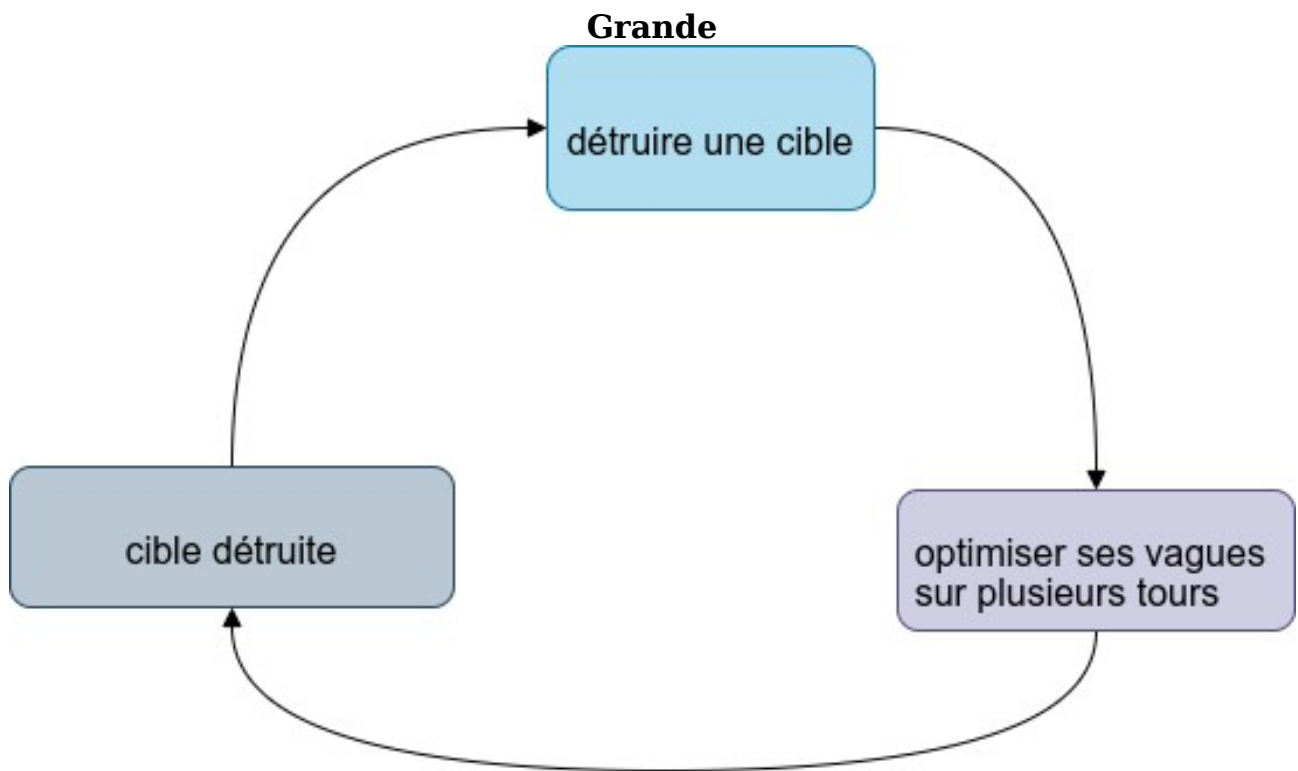 Grande
détruire une cible
cible détruite
optimiser ses vagues
sur plusieurs tours